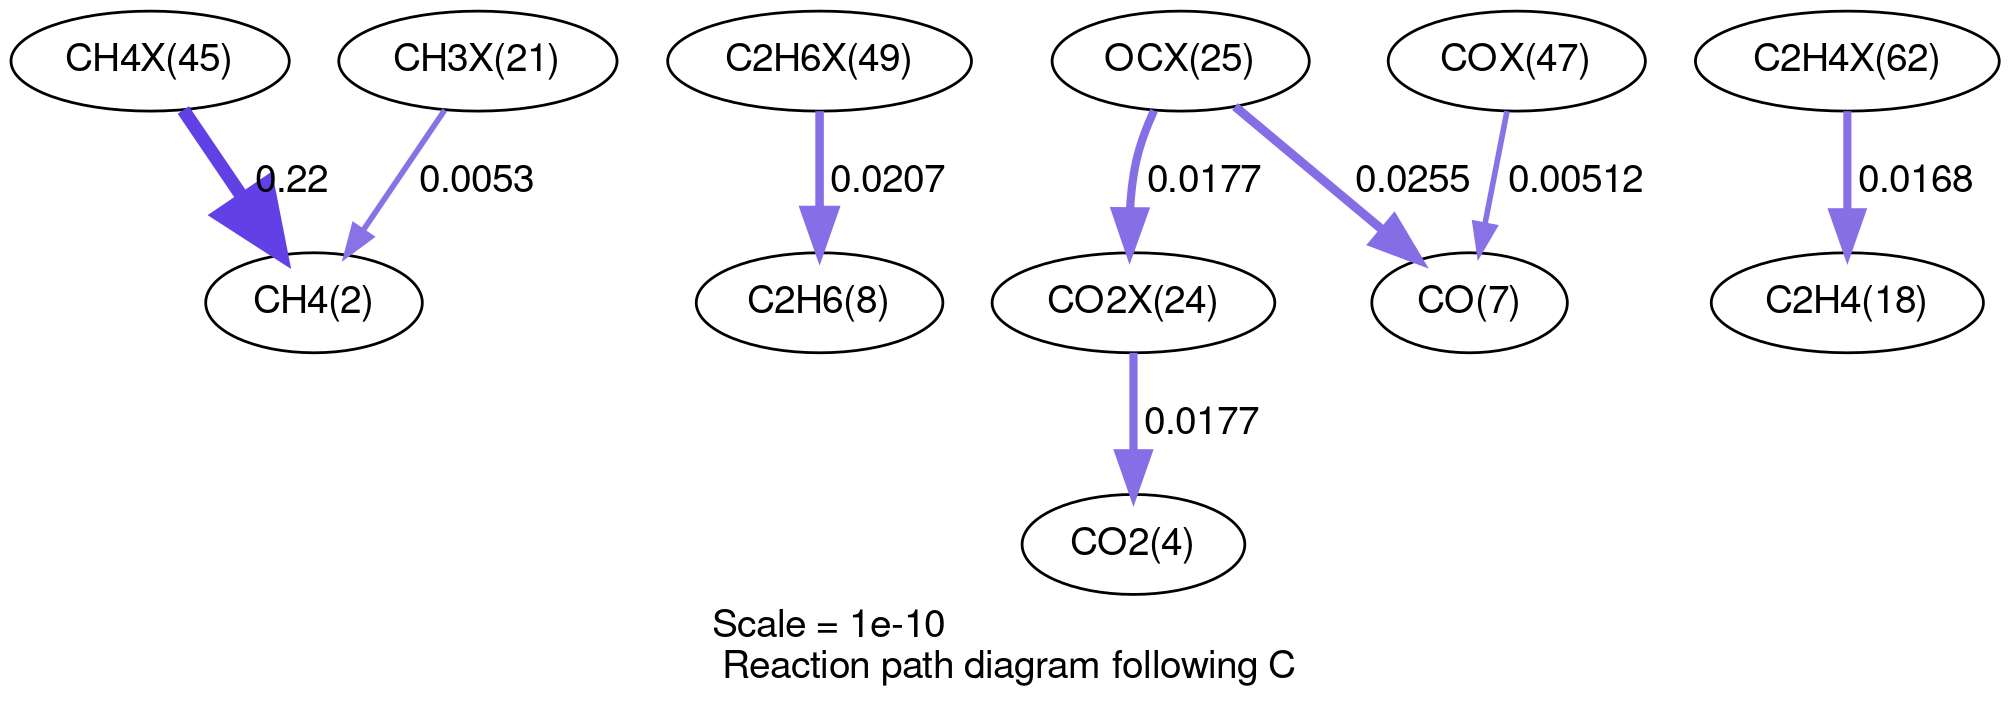 CH4X(45)
CH3X(21)
C2H6X(49)
OCX(25)
COX(47)
C2H4X(62)
0.22
0.0053
0.0207
0.0177
0.0255
0.00512
0.0168
CH4(2)
C2H6(8)
CO2X(24)
CO(7)
C2H4(18)
0.0177
CO2(4)
Scale = 1e-10
Reaction path diagram following C